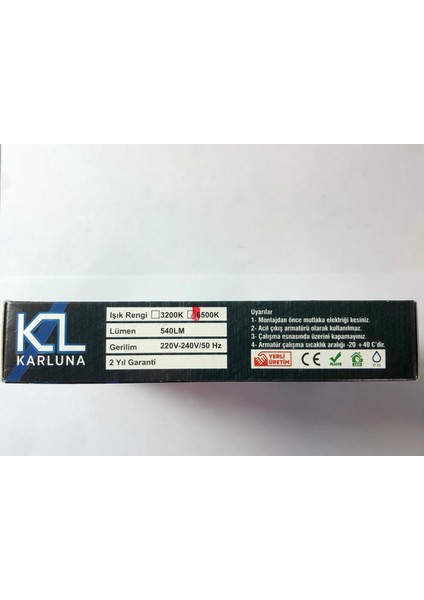 KL
KARLUNA
Işık Rengi 3200K 6500K
Lümen 540LM
Gerilim 220V-240V/50 Hz
2 Yıl Garanti
Uyarılar
1- Montajdan önce mutlaka elektriği kesiniz.
2- Acil çıkış armatürü olarak kullanılmaz.
3- Çalışma esnasında üzerini kapamayınız.
4- Armatür çalışma sıcaklık aralığı -20 +40 C'dir.
YERLİ
ÜRETİM
CE